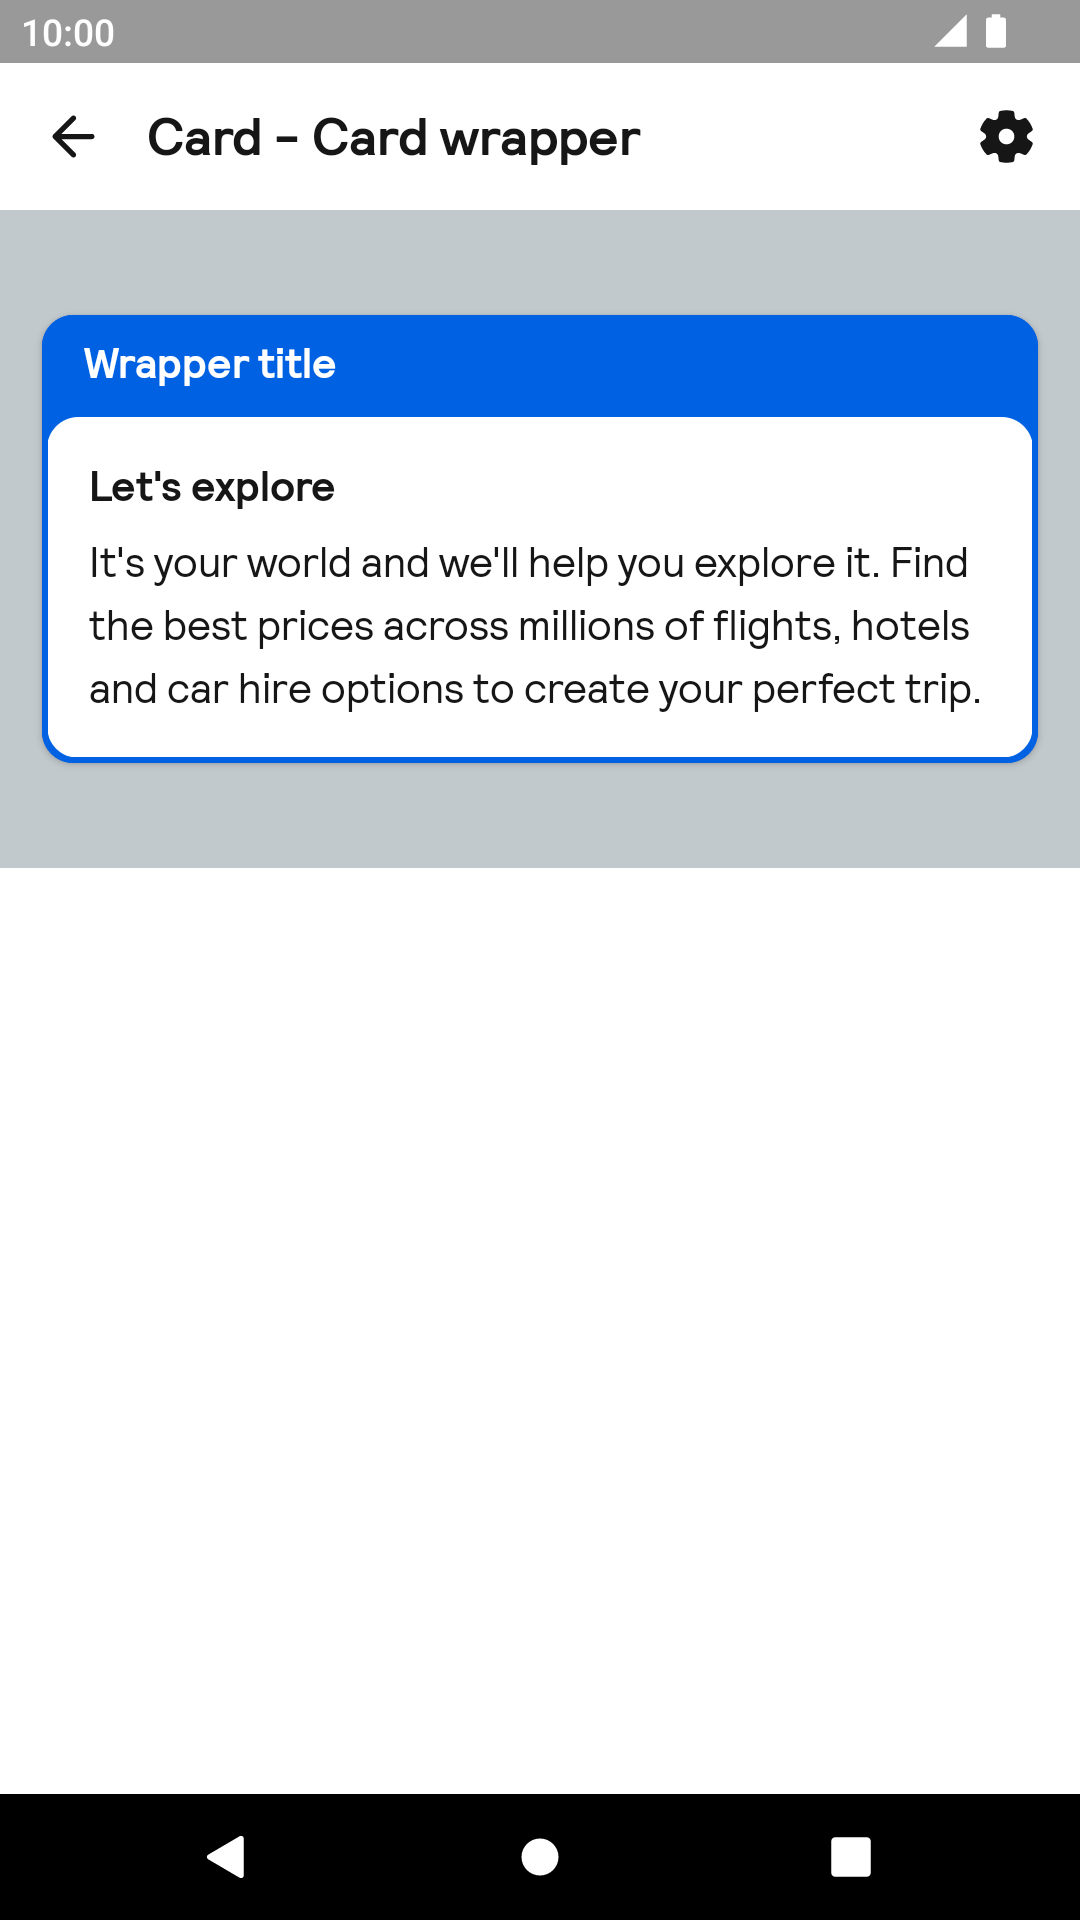 10:00
Card - Card wrapper
Wrapper title
Let's explore
It's your world and we'll help you explore it. Find
the best prices across millions of flights, hotels
and car hire options to create your perfect trip.